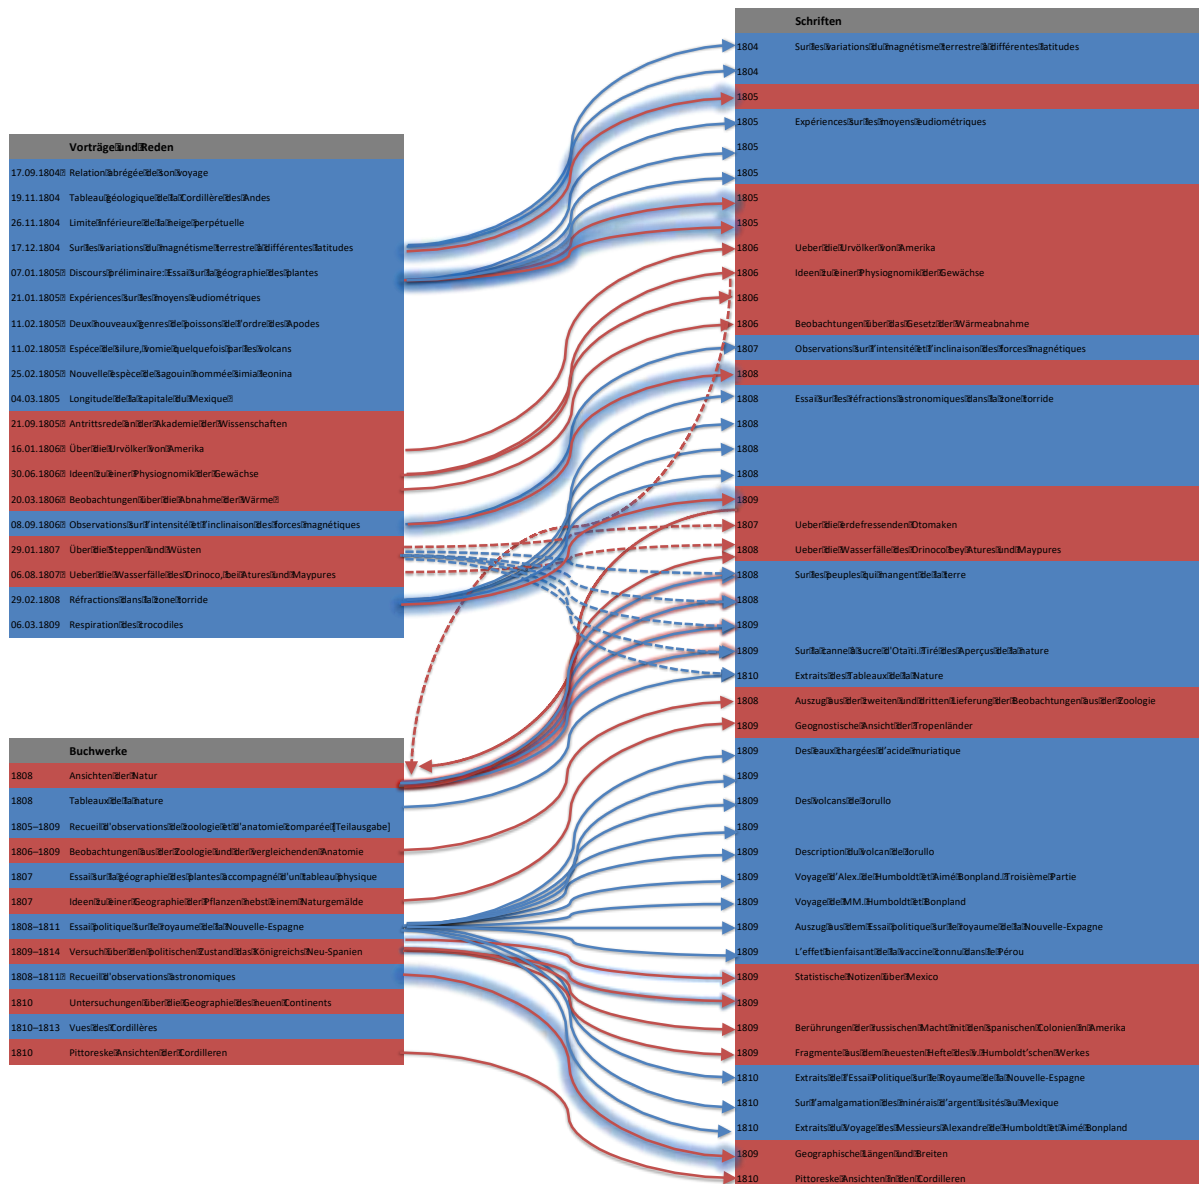 Vorträge und Reden
17.09.1804 Relation abrégée de son voyage
19.11.1804 Tableau géologique de la Cordillère des Andes
26.11.1804 Limite inférieure de la neige perpétuelle
17.12.1804 Sur les variations du magnétisme terrestre à différentes latitudes
07.01.1805 Discours préliminaire: Essai sur la géographie des plantes
21.01.1805 Expériences sur les moyens eudiométriques
11.02.1805 Deux nouveaux genres de poissons de l'ordre des Apodes
11.02.1805 Espéce de silure, vomie quelquefois par les volcans
25.02.1805 Nouvelle espèce de sagouin nommée simia leonina
04.03.1805 Longitude de la capitale du Mexique
21.09.1805 Antrittsrede an der Akademie der Wissenschaften
16.01.1806 Über die Urvölker von Amerika
30.06.1806 Ideen zu einer Physiognomik der Gewächse
20.03.1806 Beobachtungen über die Abnahme der Wärme
08.09.1806 Observations sur l'intensité et l'inclinaison des forces magnétiques
29.01.1807 Über die Steppen und Wüsten
06.08.1807 Ueber die Wasserfälle des Orinoco, bei Atures und Maypures
29.02.1808 Réfractions dans la zone torride
06.03.1809 Respiration des crocodiles
Buchwerke
1808 Ansichten der Natur
1808 Tableaux de la nature
1805–1809 Recueil d'observations de zoologie et d'anatomie comparée [Teilausgabe]
1806–1809 Beobachtungen aus der Zoologie und der vergleichenden Anatomie
1807 Essai sur la géographie des plantes accompagné d'un tableau physique
1807 Ideen zu einer Geographie der Pflanzen nebst einem Naturgemälde
1808–1811 Essai politique sur le royaume de la Nouvelle-Espagne
1809–1814 Versuch über den politischen Zustand das Königreichs Neu-Spanien
1808–1811 Recueil d'observations astronomiques
1810 Untersuchungen über die Geographie des neuen Continents
1810–1813 Vues des Cordillères
1810 Pittoreske Ansichten der Cordilleren
Schriften
1804 Sur les variations du magnétisme terrestre à différentes latitudes
1804
1805
1805 Expériences sur les moyens eudiométriques
1805
1805
1805
1805
1806 Ueber die Urvölker von Amerika
1806 Ideen zu einer Physiognomik der Gewächse
1806
1806 Beobachtungen über das Gesetz der Wärmeabnahme
1807 Observations sur l'intensité et l'inclinaison des forces magnétiques
1808
1808 Essai sur les réfractions astronomiques dans la zone torride
1808
1808
1808
1809
1807 Ueber die erdefressenden Otomaken
1808 Ueber die Wasserfälle des Orinoco bey Atures und Maypures
1808 Sur les peuples qui mangent de la terre
1808
1809
1809 Sur la canne à sucre d'Otaïti. Tiré des Aperçus de la nature
1810 Extraits des Tableaux de la Nature
1808 Auszug aus der zweiten und dritten Lieferung der Beobachtungen aus der Zoologie
1809 Geognostische Ansicht der Tropenländer
1809 Des eaux chargées d'acide muriatique
1809
1809 Des volcans de Jorullo
1809
1809 Description du volcan de Jorullo
1809 Voyage d'Alex. de Humboldt et Aimé Bonpland. Troisième Partie
1809 Voyage de MM. Humboldt et Bonpland
1809 Auszug aus dem Essai politique sur le royaume de la Nouvelle-Expagne
1809 L'effet bienfaisant de la vaccine connu dans le Pérou
1809 Statistische Notizen über Mexico
1809
1809 Berührungen der russischen Macht mit den spanischen Colonien in Amerika
1809 Fragmente aus dem neuesten Hefte des v. Humboldt'schen Werkes
1810 Extraits de l'Essai Politique sur le Royaume de la Nouvelle-Espagne
1810 Sur l'amalgamation des minérais d'argent usités au Mexique
1810 Extraits du Voyage des Messieurs Alexandre de Humboldt et Aimé Bonpland
1809 Geographische Längen und Breiten
1810 Pittoreske Ansichten in den Cordilleren